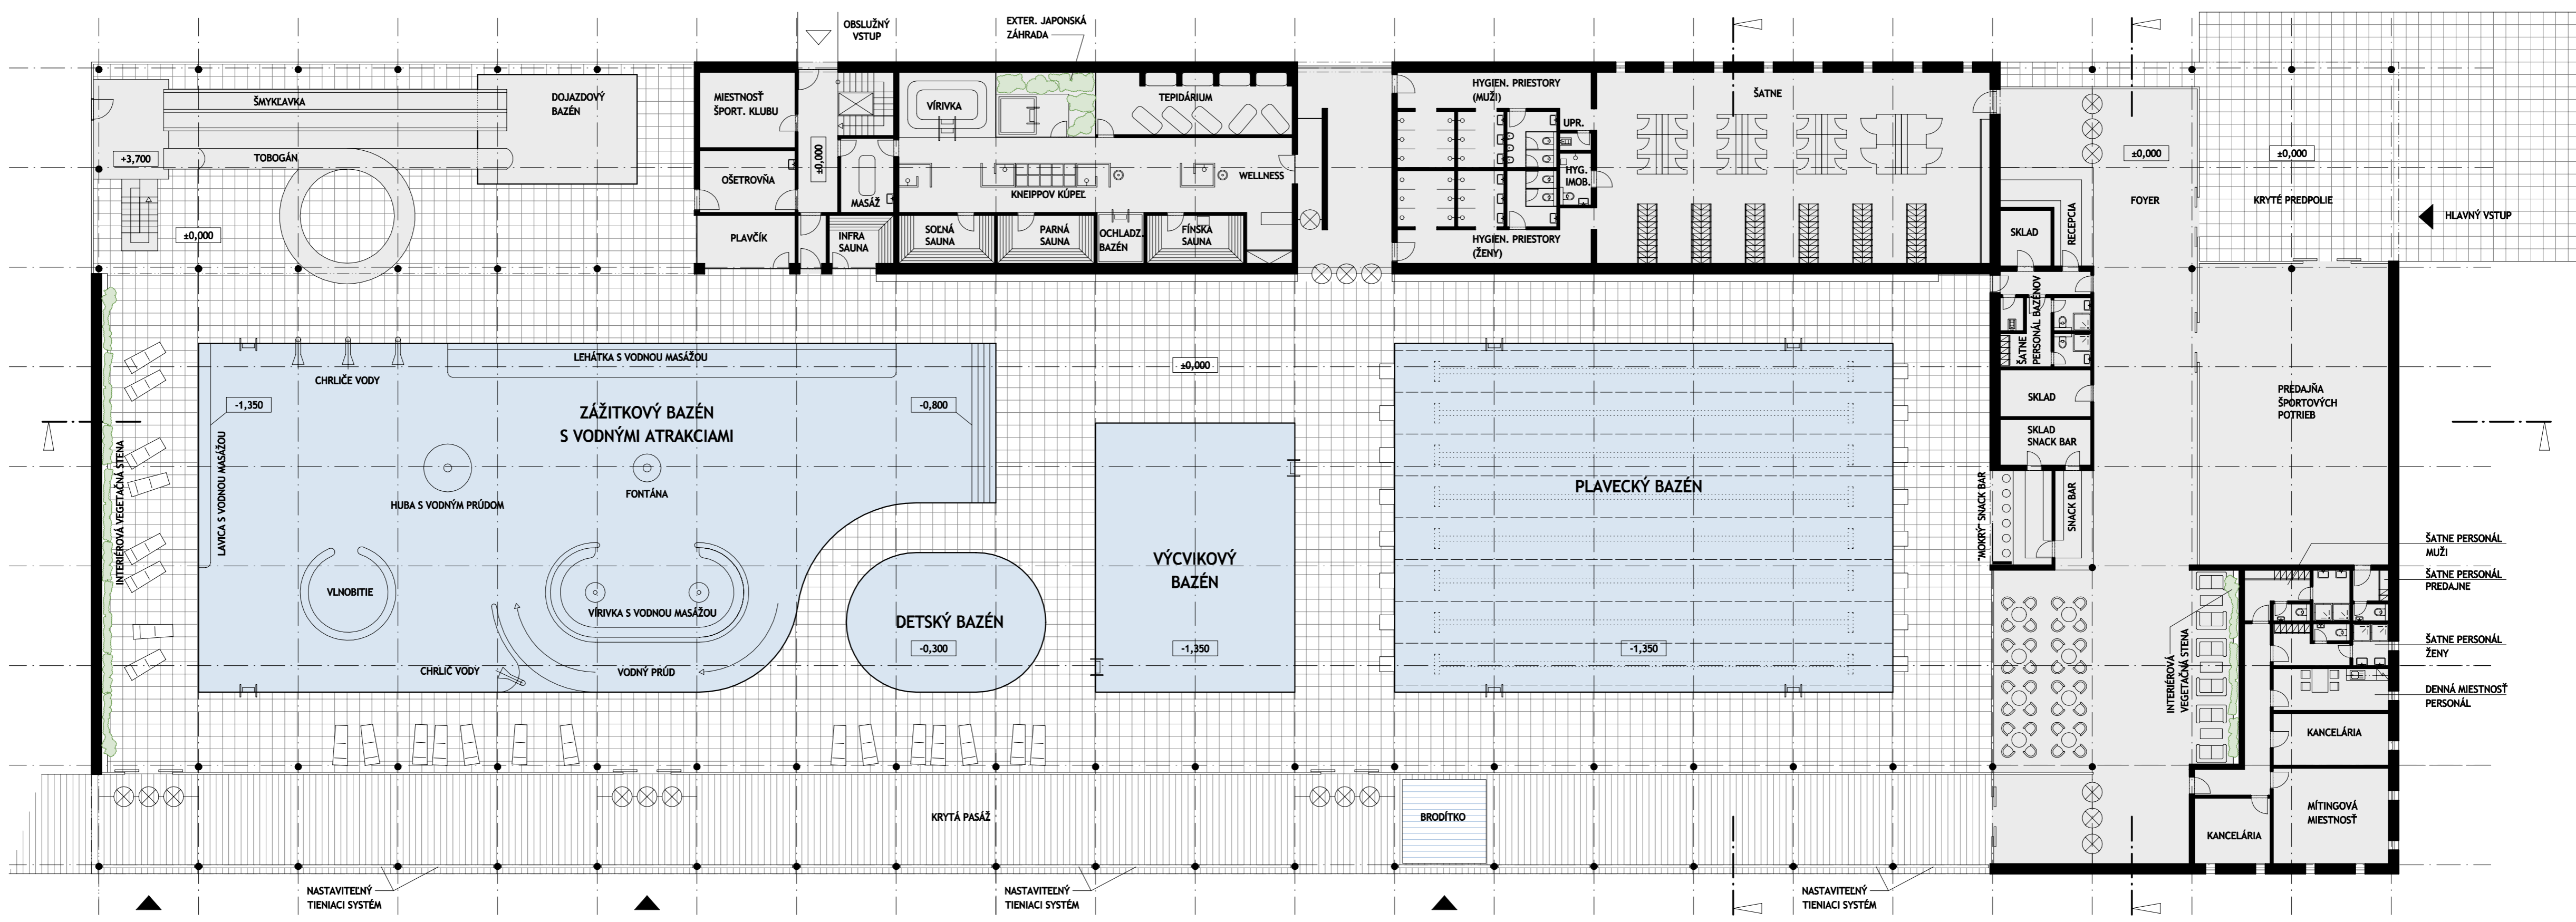 OBSLUŽNÝ
VSTUP
EXTER. JAPONSKÁ
ZÁHRADA
ŠMYKĽAVKA
DOJAZDOVÝ
BAZÉN
TOBOGÁN
+3,700
±0,000
MIESTNOSŤ
ŠPORT. KLUBU
OŠETROVŇA
PLAVČÍK
±0,000
MASÁŽ
INFRA
SAUNA
VÍRIVKA
TEPIDÁRIUM
KNEIPPOV KÚPEĽ
WELLNESS
SOĽNÁ
SAUNA
PARNÁ
SAUNA
OCHLADZ.
BAZÉN
FÍNSKA
SAUNA
HYGIEN. PRIESTORY
(MUŽI)
UPR.
HYG.
IMOB.
HYGIEN. PRIESTORY
(ŽENY)
ŠATNE
±0,000
±0,000
FOYER
KRYTÉ PREDPOLIE
HLAVNÝ VSTUP
SKLAD
RECEPCIA
ŠATNE
PERSONÁL BAZÉNOV
SKLAD
SKLAD
SNACK BAR
"MOKRÝ" SNACK BAR
SNACK BAR
PREDAJŇA
ŠPORTOVÝCH
POTRIEB
LEHÁTKA S VODNOU MASÁŽOU
CHRLIČE VODY
-1,350
ZÁŽITKOVÝ BAZÉN
S VODNÝMI ATRAKCIAMI
-0,800
±0,000
INTERIÉROVÁ VEGETAČNÁ STENA
LAVICA S VODNOU MASÁŽOU
HUBA S VODNÝM PRÚDOM
FONTÁNA
VLNOBITIE
VÍRIVKA S VODNOU MASÁŽOU
CHRLIČ VODY
VODNÝ PRÚD
DETSKÝ BAZÉN
-0,300
VÝCVIKOVÝ
BAZÉN
-1,350
PLAVECKÝ BAZÉN
-1,350
INTERIÉROVÁ
VEGETAČNÁ STENA
ŠATNE PERSONÁL
MUŽI
ŠATNE PERSONÁL
PREDAJNE
ŠATNE PERSONÁL
ŽENY
DENNÁ MIESTNOSŤ
PERSONÁL
KANCELÁRIA
MÍTINGOVÁ
MIESTNOSŤ
KANCELÁRIA
KRYTÁ PASÁŽ
BRODÍTKO
NASTAVITEĽNÝ
TIENIACI SYSTÉM
NASTAVITEĽNÝ
TIENIACI SYSTÉM
NASTAVITEĽNÝ
TIENIACI SYSTÉM